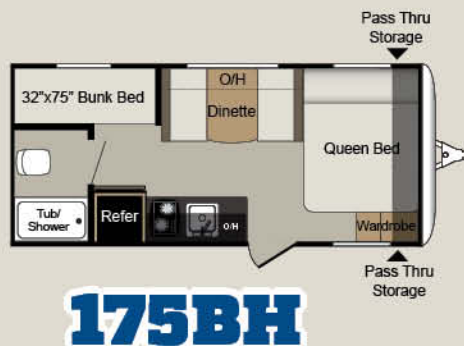 Pass Thru
Storage
O/H
32"x75" Bunk Bed
Dinette
Queen Bed
Tub/
Shower
Refer
O/H
Wardrobe
Pass Thru
Storage
175BH